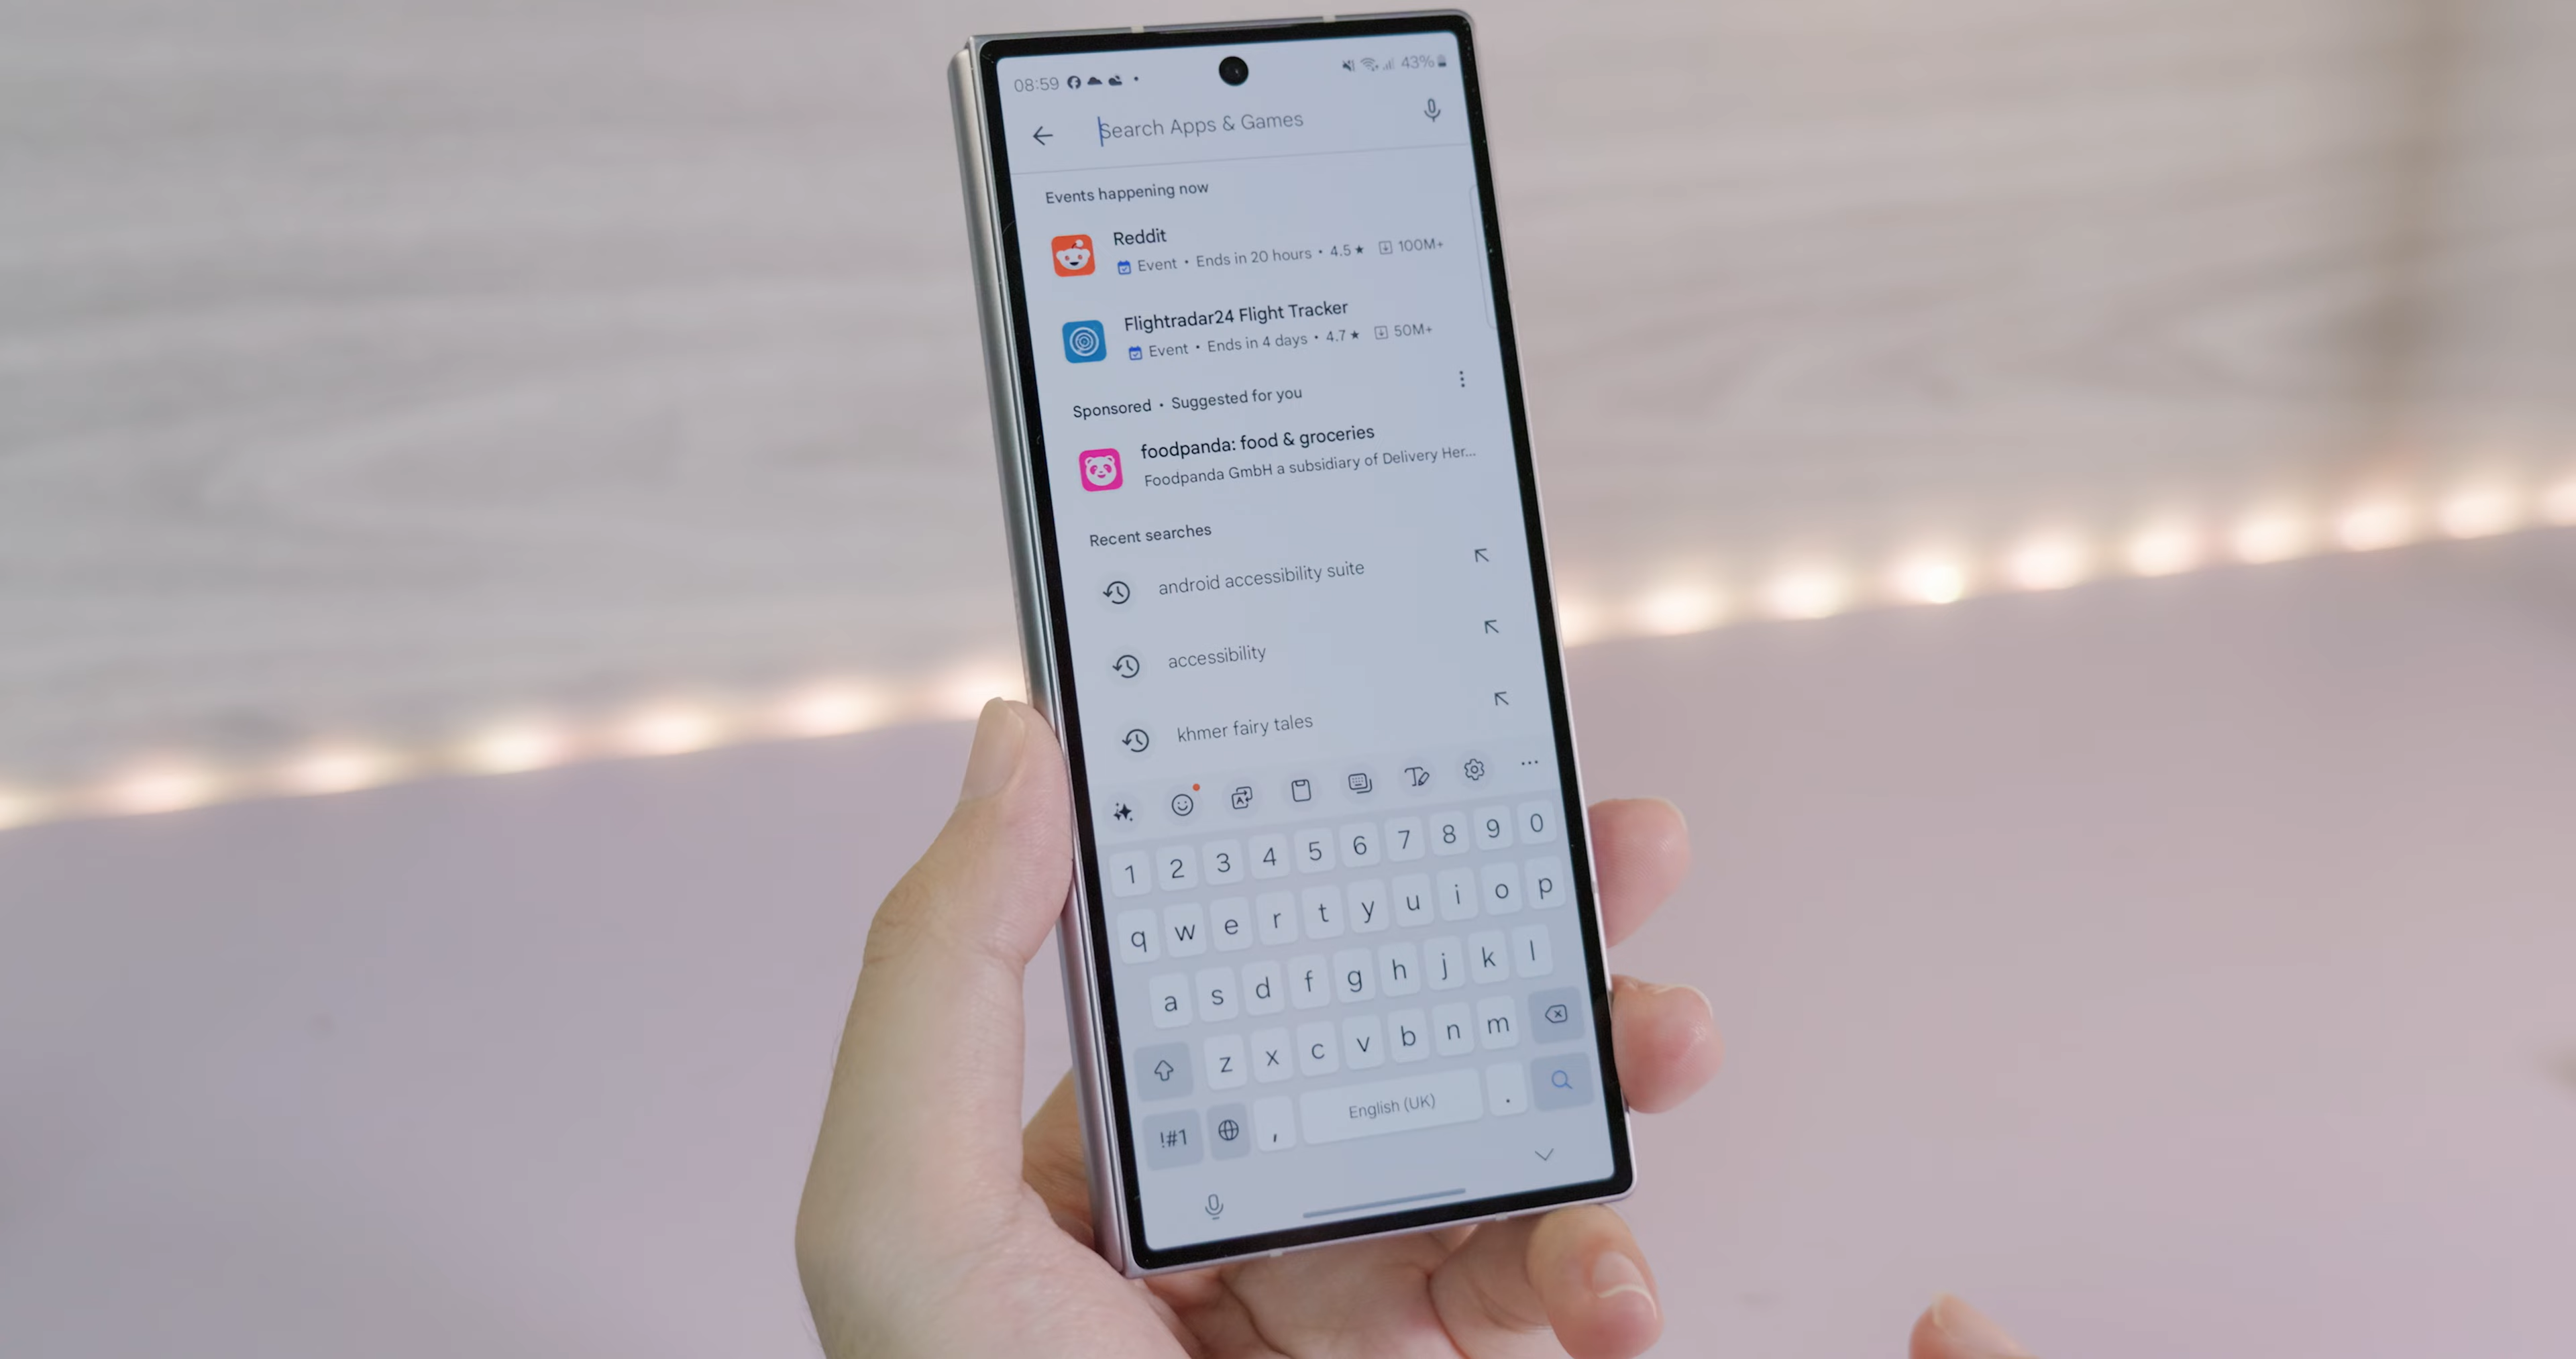 08:59 43%
Search Apps & Games
Events happening now
Reddit
Event • Ends in 20 hours • 4.5 ★ 100M+
Flightradar24 Flight Tracker
Event • Ends in 4 days • 4.7 ★ 50M+
Sponsored • Suggested for you
foodpanda: food & groceries
Foodpanda GmbH a subsidiary of Delivery Her...
Recent searches
android accessibility suite
accessibility
khmer fairy tales
1 2 3 4 5 6 7 8 9 0
q w e r t y u i o p
a s d f g h j k l
z x c v b n m
!#1 , English (UK) .